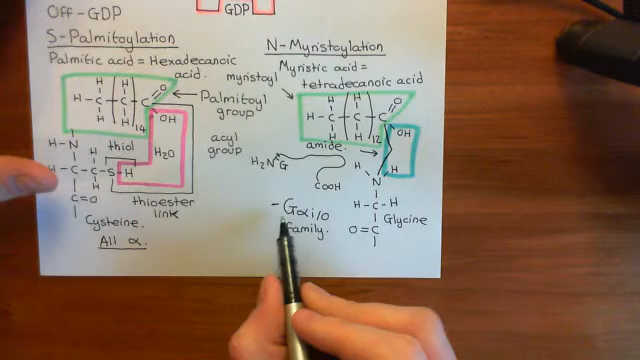 Off-GDP
GDP
S-Palmitoylation
Palmitic acid = Hexadecanoic
acid.
H H
H-C-C-C=O
H H
14
OH
Palmitoyl
group
acyl
group
H2O
thiol
H-N H
H-C-C-S-H
H
C=O
thioester
link
Cysteine.
All α.
N-Myristoylation
Myristic acid =
tetradecanoic acid
myristoyl
H H
H-C-C-C=O
H H
12
OH
amide.
H H
N
H-C-H
O=C
Glycine
H2N G
COOH
- Gαi/o
family.